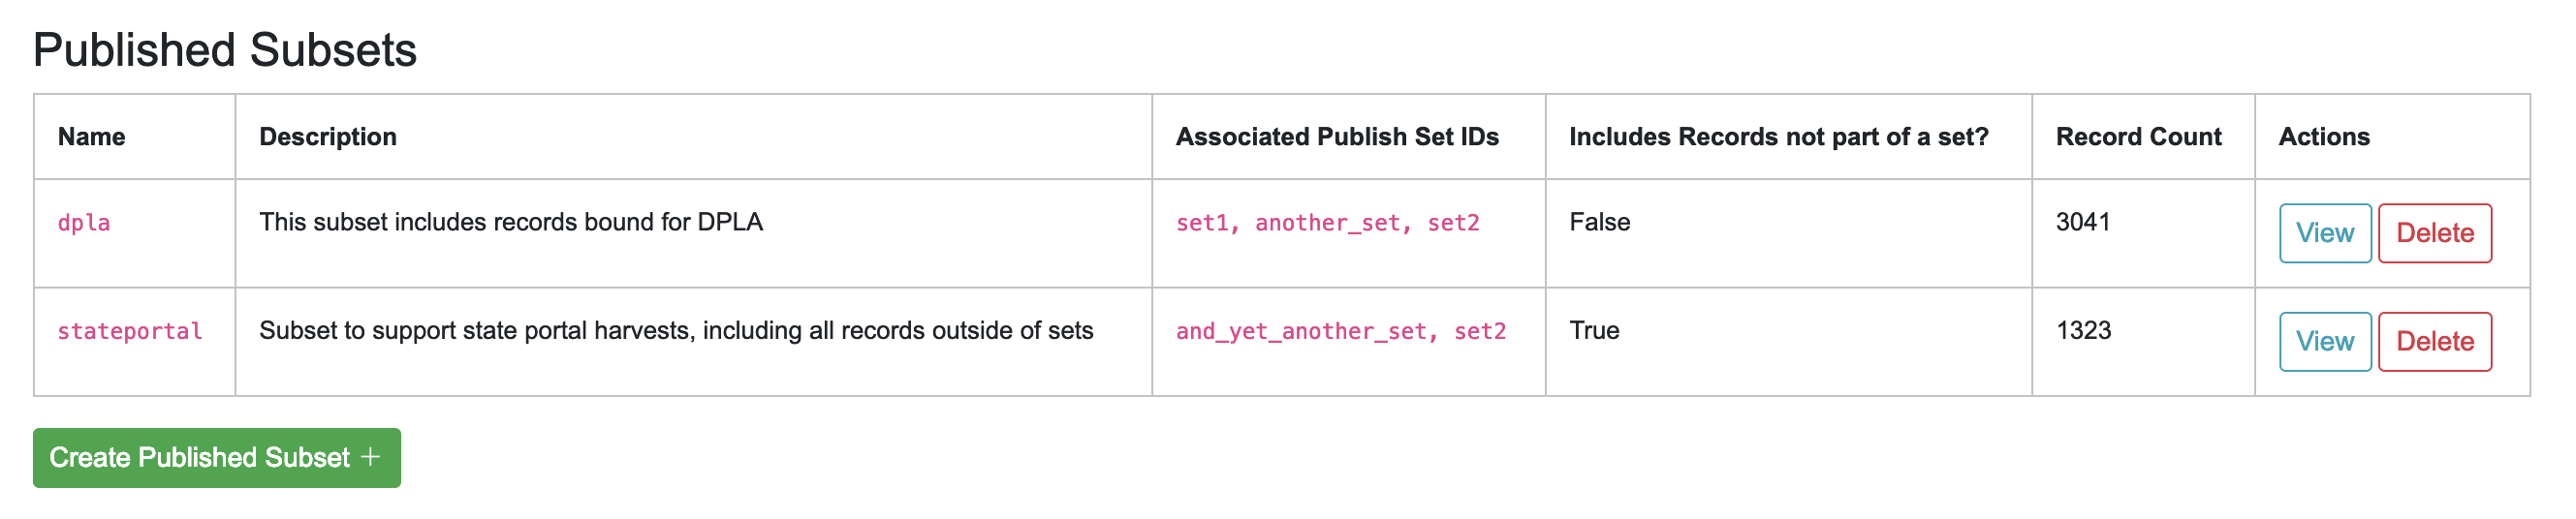 Published Subsets
Name Description Associated Publish Set IDs Includes Records not part of a set? Record Count Actions
dpla This subset includes records bound for DPLA set1, another_set, set2 False 3041 View Delete
stateportal Subset to support state portal harvests, including all records outside of sets and_yet_another_set, set2 True 1323 View Delete
Create Published Subset +